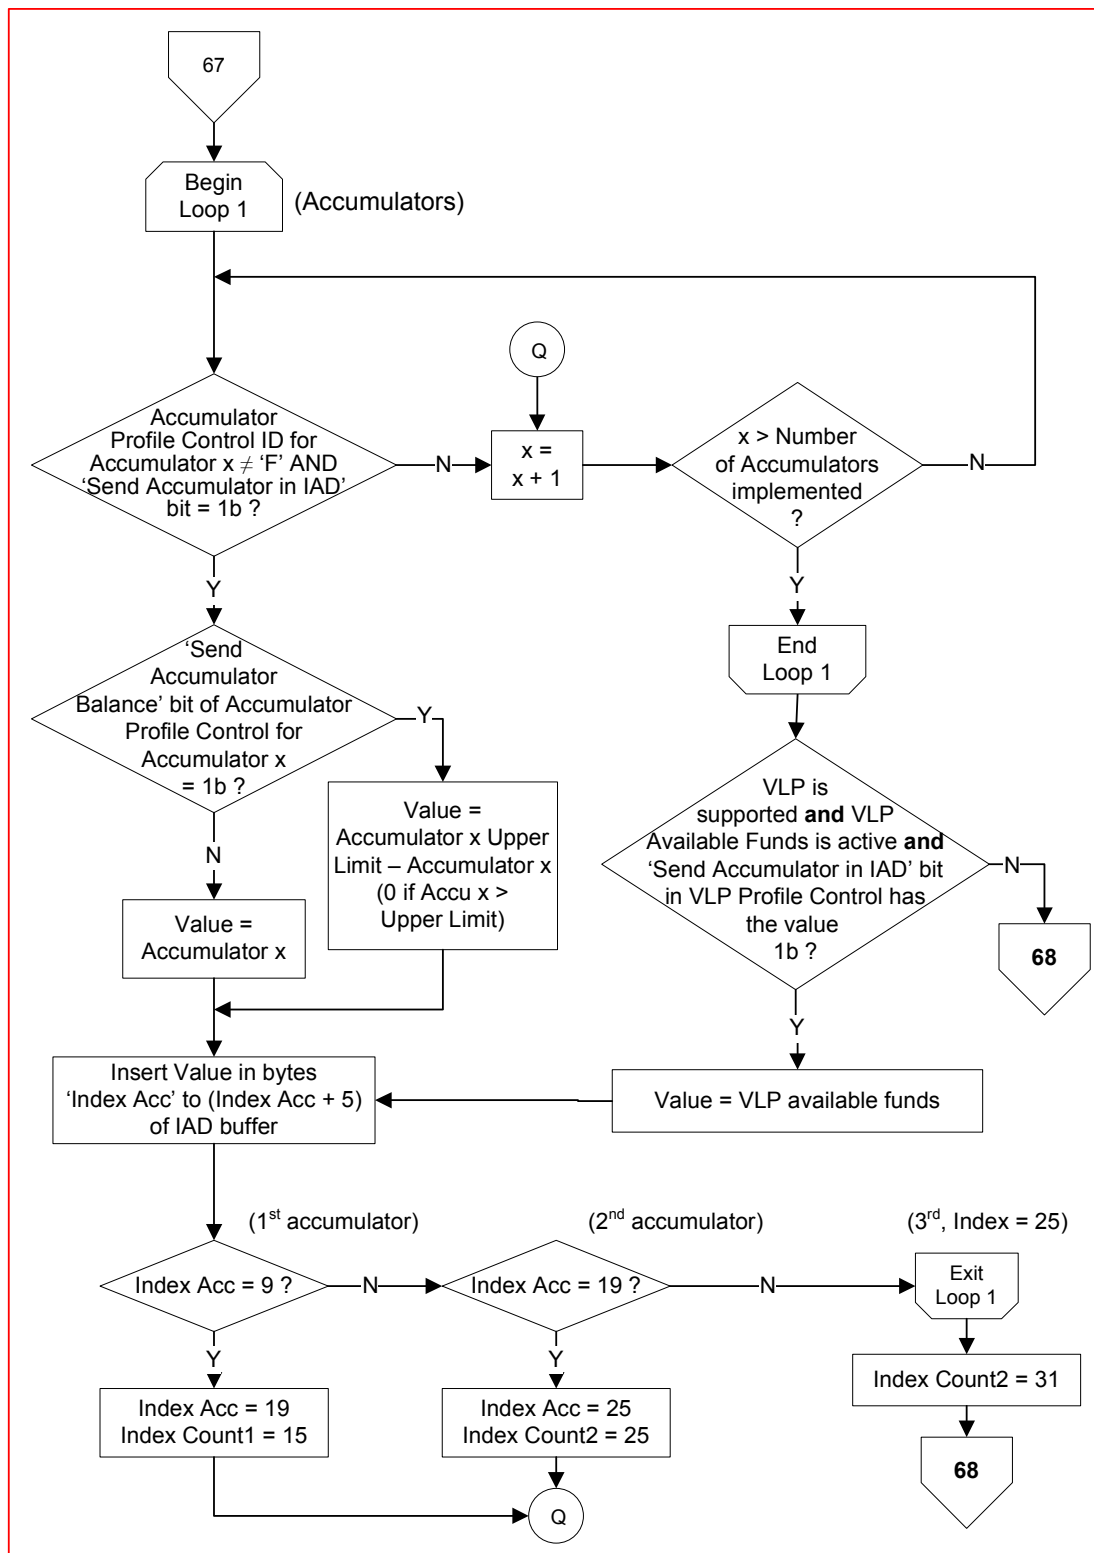 67
Begin
Loop 1
(Accumulators)
Q
Accumulator
Profile Control ID for
Accumulator x ≠ ‘F’ AND
‘Send Accumulator in IAD’
bit = 1b ?
N
x =
x + 1
x > Number
of Accumulators
implemented
?
N
Y
Y
‘Send
Accumulator
Balance’ bit of Accumulator
Profile Control for
Accumulator x
= 1b ?
Y
End
Loop 1
N
Value =
Accumulator x Upper
Limit – Accumulator x
(0 if Accu x >
Upper Limit)
VLP is
supported and VLP
Available Funds is active and
‘Send Accumulator in IAD’ bit
in VLP Profile Control has
the value
1b ?
N
68
Value =
Accumulator x
Y
Insert Value in bytes
‘Index Acc’ to (Index Acc + 5)
of IAD buffer
Value = VLP available funds
(1st accumulator)
(2nd accumulator)
(3rd, Index = 25)
Index Acc = 9 ?
N
Index Acc = 19 ?
N
Exit
Loop 1
Y
Y
Index Count2 = 31
Index Acc = 19
Index Count1 = 15
Index Acc = 25
Index Count2 = 25
68
Q